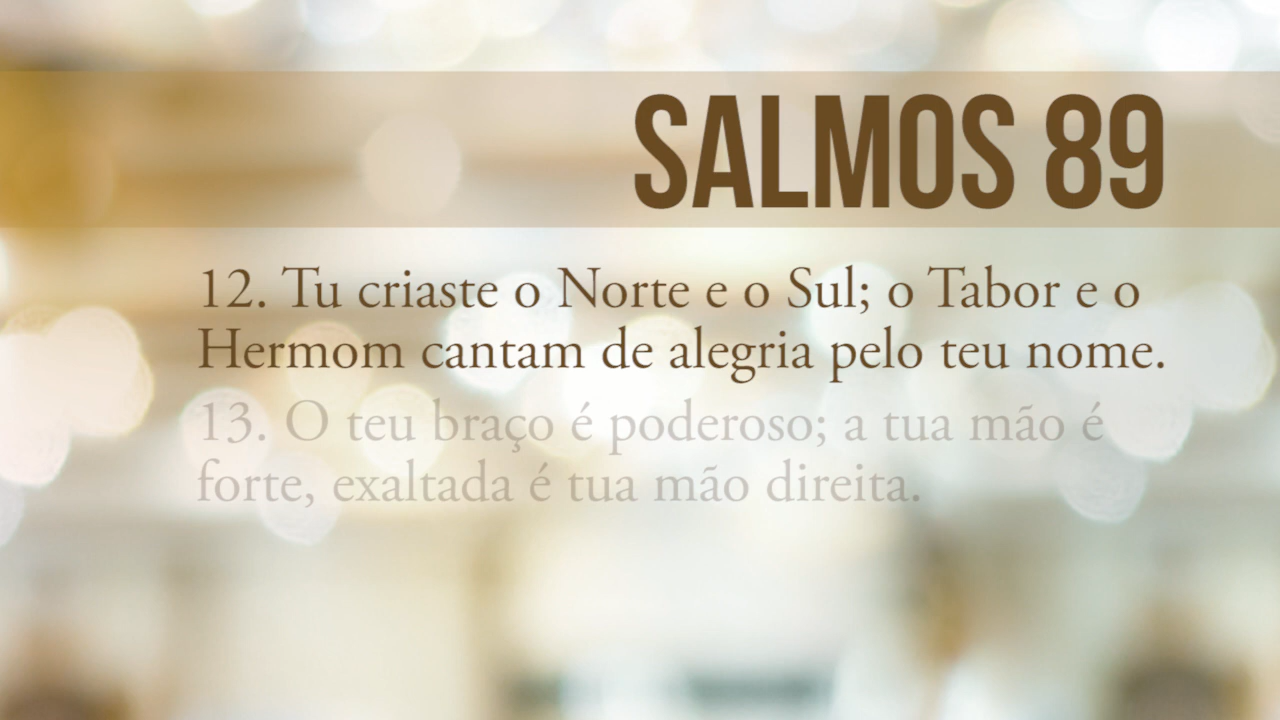 SALMOS 89
12. Tu criaste o Norte e o Sul; o Tabor e o
Hermom cantam de alegria pelo teu nome.
13. O teu braço é poderoso; a tua mão é
forte, exaltada é tua mão direita.